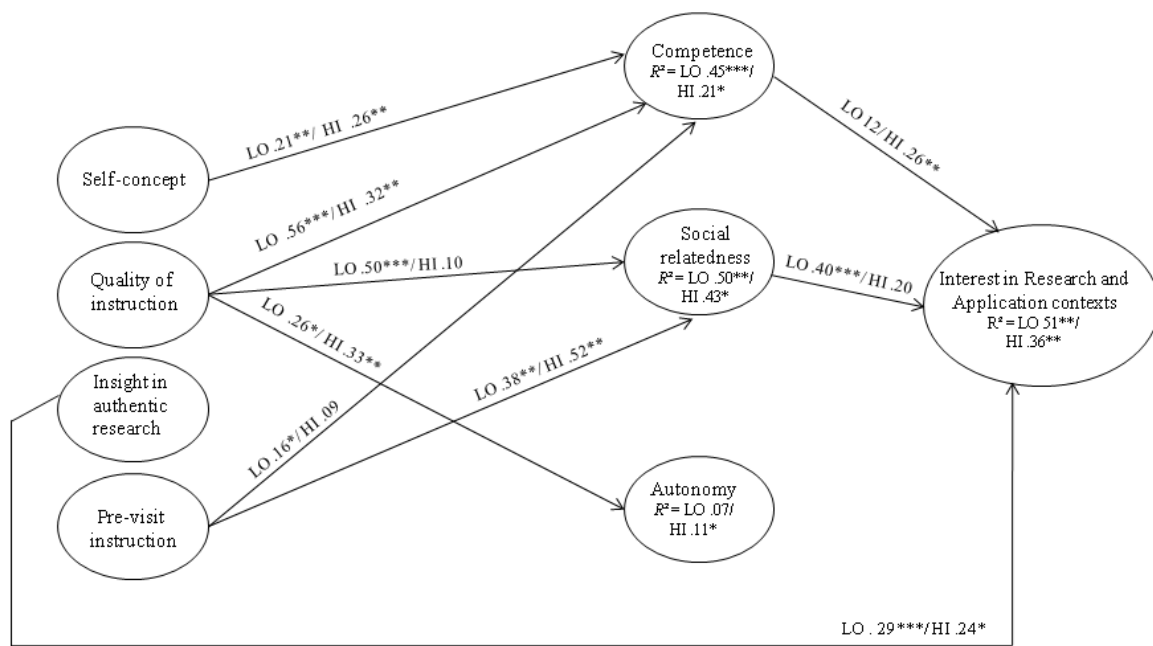 Competence
R² = LO .45***/
HI .21*
LO .21**/ HI .26**
LO 12/HI .26**
Self-concept
LO .56***/HI .32**
Quality of
instruction
LO .50***/HI .10
Social
relatedness
R² = LO .50**/
HI .43*
LO .40***/HI .20
Interest in Research and
Application contexts
R² = LO 51**/
HI .36**
LO .26*/HI .33**
Insight in
authentic
research
LO .38**/HI .52**
LO .16*/HI .09
Pre-visit
instruction
Autonomy
R² = LO .07/
HI .11*
LO . 29***/HI .24*